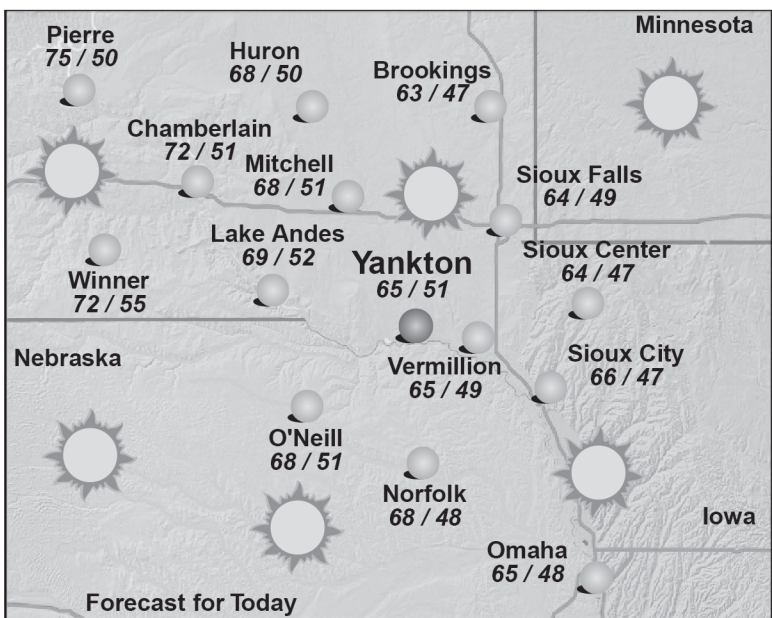 Minnesota
Pierre
75 / 50
Huron
68 / 50
Brookings
63 / 47
Chamberlain
72 / 51
Mitchell
68 / 51
Sioux Falls
64 / 49
Lake Andes
69 / 52
Sioux Center
64 / 47
Yankton
65 / 51
Winner
72 / 55
Nebraska
Vermillion
65 / 49
Sioux City
66 / 47
O'Neill
68 / 51
Norfolk
68 / 48
Iowa
Omaha
65 / 48
Forecast for Today